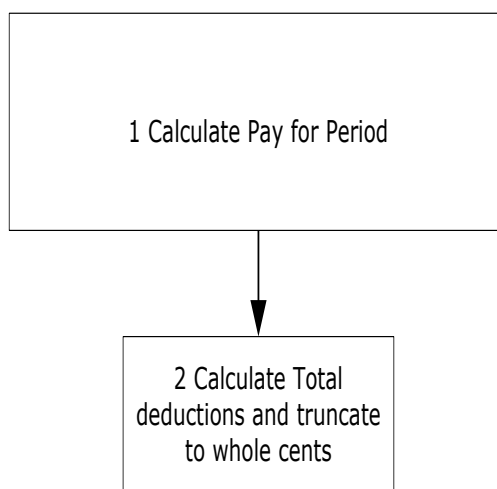 1 Calculate Pay for Period
2 Calculate Total
deductions and truncate
to whole cents